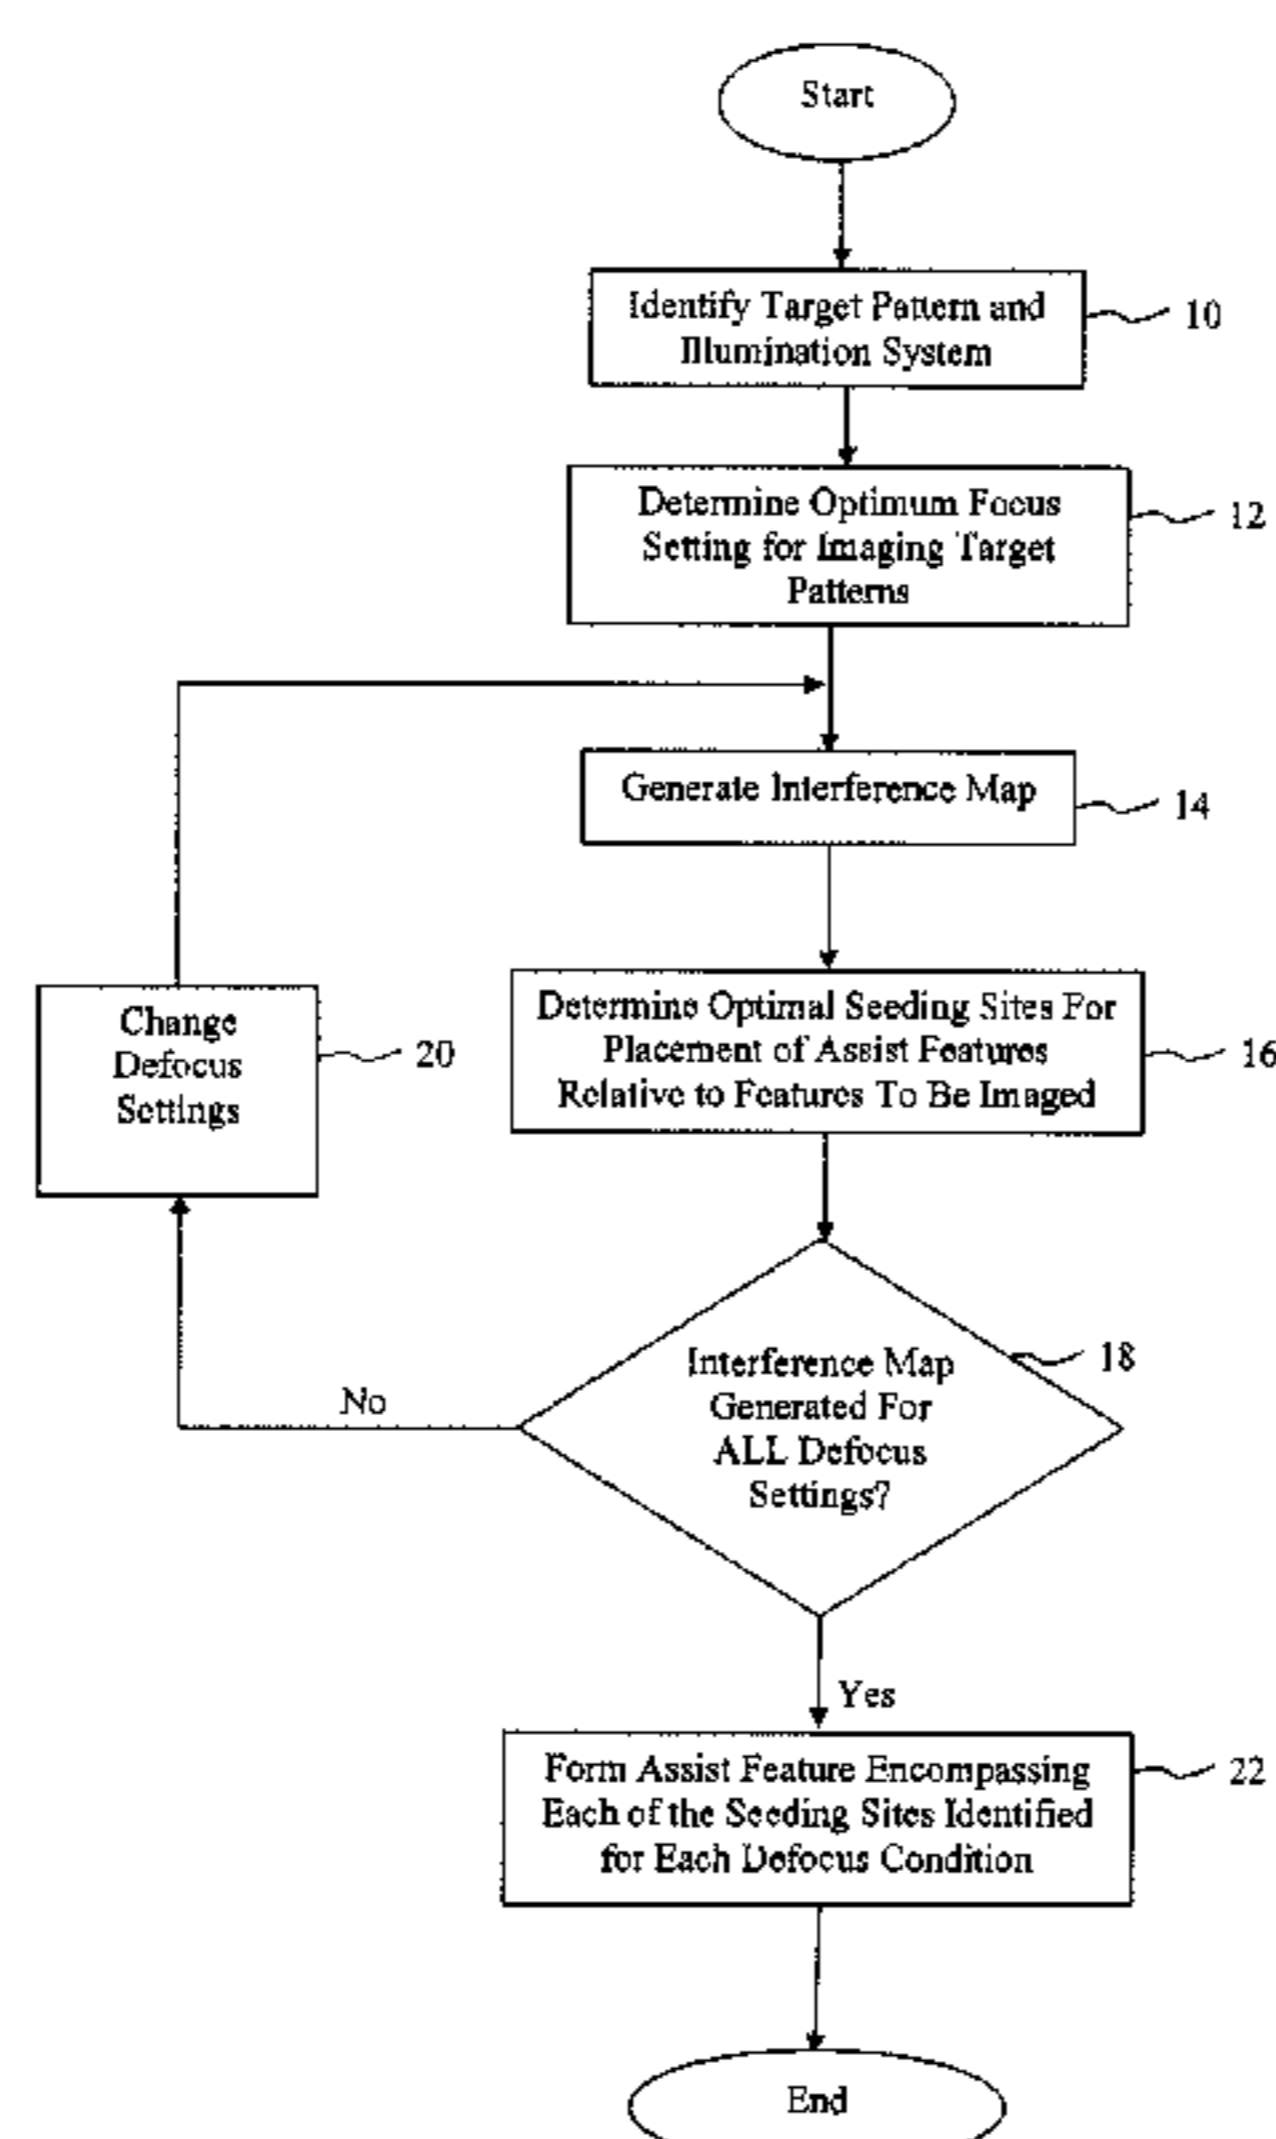 Start
Identify Target Pattern and
Illumination System
10
Determine Optimum Focus
Setting for Imaging Target
Patterns
12
Generate Interference Map
14
Determine Optimal Seeding Sites For
Placement of Assist Features
Relative to Features To Be Imaged
16
Change
Defocus
Settings
20
Interference Map
Generated For
ALL Defocus
Settings?
18
No
Yes
Form Assist Feature Encompassing
Each of the Seeding Sites Identified
for Each Defocus Condition
22
End